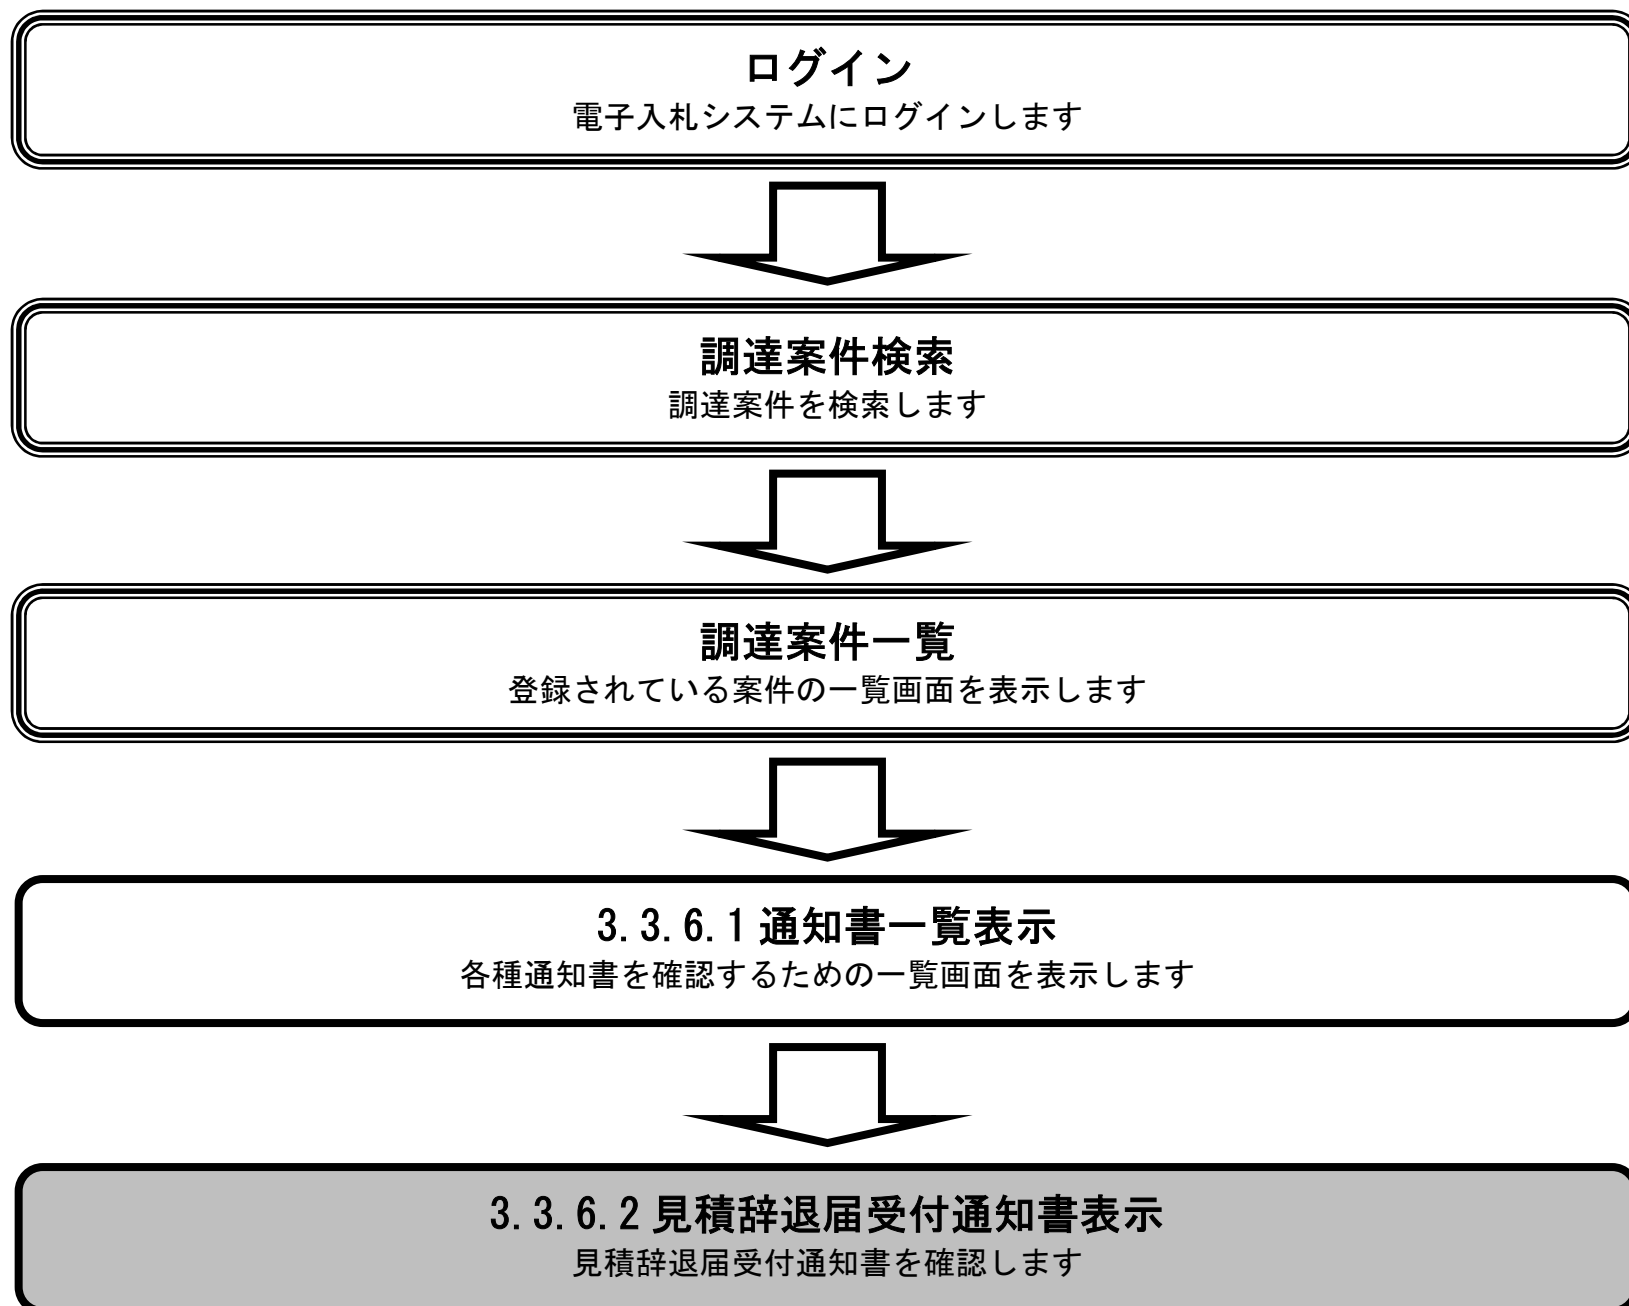 ログイン
電子入札システムにログインします
調達案件検索
調達案件を検索します
調達案件一覧
登録されている案件の一覧画面を表示します
3.3.6.1 通知書一覧表示
各種通知書を確認するための一覧画面を表示します
3.3.6.2 見積辞退届受付通知書表示
見積辞退届受付通知書を確認します